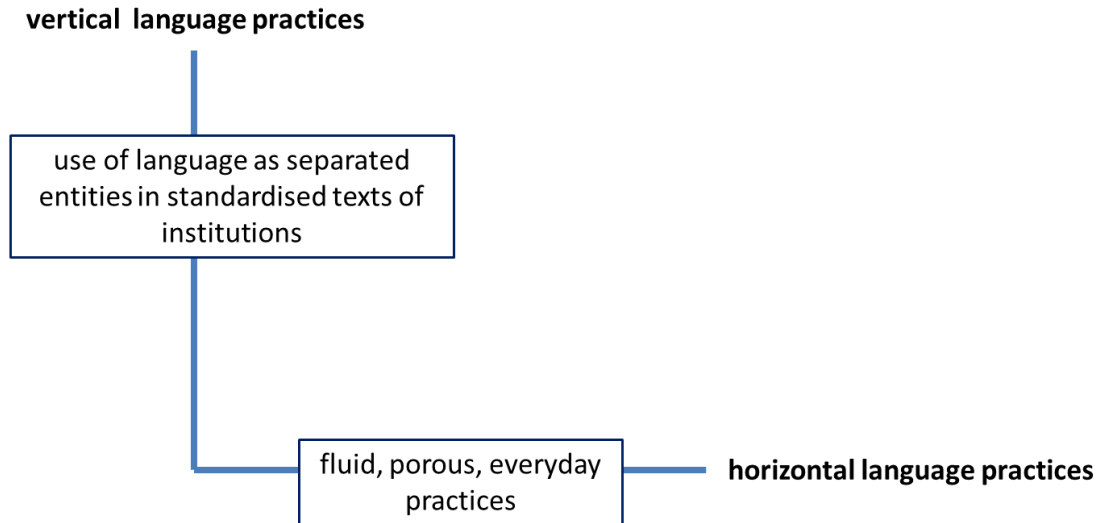 vertical  language practices
use of language as separated
entities in standardised texts of
institutions
fluid, porous, everyday
practices
horizontal language practices